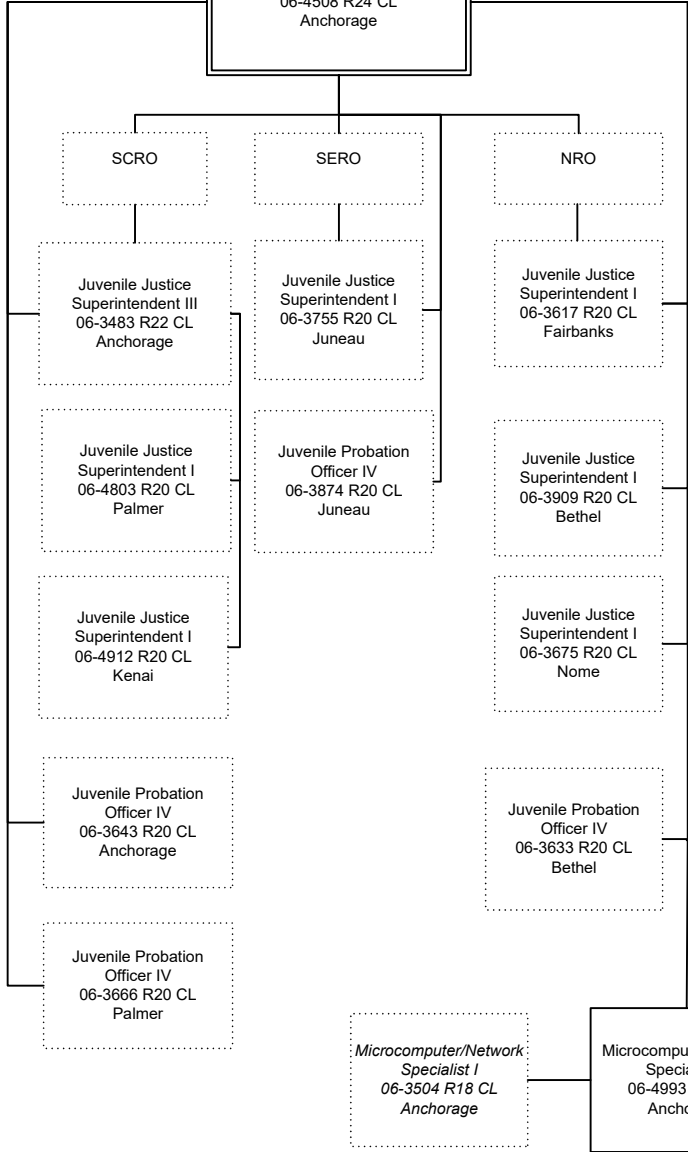 06-4508 R24 CL
Anchorage
SCRO
SERO
NRO
Juvenile Justice
Superintendent III
06-3483 R22 CL
Anchorage
Juvenile Justice
Superintendent I
06-3755 R20 CL
Juneau
Juvenile Justice
Superintendent I
06-3617 R20 CL
Fairbanks
Juvenile Justice
Superintendent I
06-4803 R20 CL
Palmer
Juvenile Probation
Officer IV
06-3874 R20 CL
Juneau
Juvenile Justice
Superintendent I
06-3909 R20 CL
Bethel
Juvenile Justice
Superintendent I
06-4912 R20 CL
Kenai
Juvenile Justice
Superintendent I
06-3675 R20 CL
Nome
Juvenile Probation
Officer IV
06-3643 R20 CL
Anchorage
Juvenile Probation
Officer IV
06-3633 R20 CL
Bethel
Juvenile Probation
Officer IV
06-3666 R20 CL
Palmer
Microcomputer/Network
Specialist I
06-3504 R18 CL
Anchorage
Microcompu
Specia
06-4993
Ancho